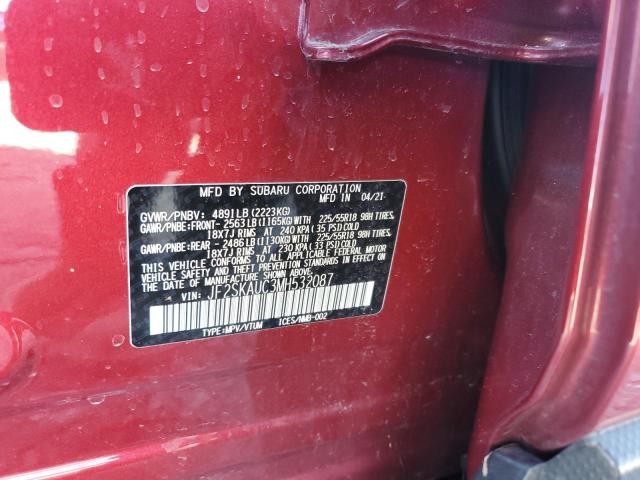 MFD BY SUBARU CORPORATION
MFD IN 04/21
GVWR/PNBV: 4891LB(2223KG)
GAWR/PNBE:FRONT- 2563LB(1165KG)WITH 225/55R18 98H TIRES,
18X7J RIMS AT 240 KPA(35 PSI)COLD
GAWR/PNBE:REAR - 2486LB(1130KG)WITH 225/55R18 98H TIRES,
18X7J RIMS AT 230 KPA(33 PSI)COLD
THIS VEHICLE CONFORMS TO ALL APPLICABLE FEDERAL MOTOR
VEHICLE SAFETY AND THEFT PREVENTION STANDARDS IN EFFECT ON THE
DATE OF MANUFACTURE SHOWN ABOVE.
VIN: JF2SKAUC3MH532087
TYPE:MPV/VTUM ICES/NMB-002